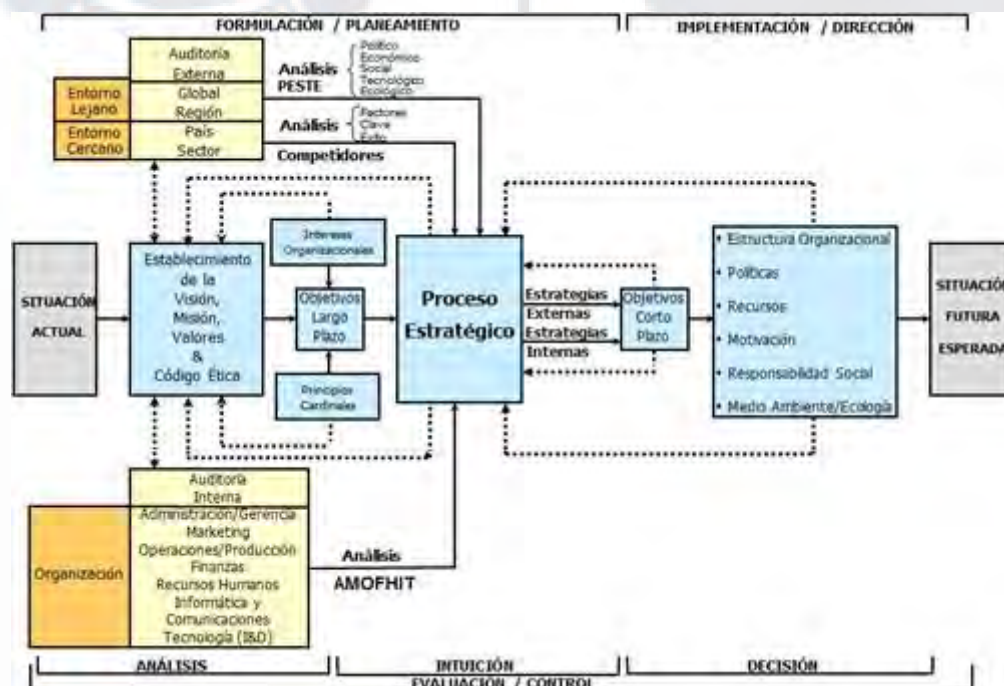 FORMULACIÓN / PLANEAMIENTO
IMPLEMENTACIÓN / DIRECCIÓN
Auditoría
Externa
Entorno
Lejano
Global
Región
Entorno
Cercano
País
Sector
Análisis
PESTE
Político
Económico
Social
Tecnológico
Ecológico
Análisis
Competidores
Factores
Clave
Éxito
SITUACIÓN
ACTUAL
Establecimiento
de la
Visión,
Misión,
Valores
&
Código Ética
Intereses
Organizacionales
Objetivos
Largo
Plazo
Principios
Cardinales
Proceso
Estratégico
Estrategias
Externas
Estrategias
Internas
Objetivos
Corto
Plazo
• Estructura Organizacional
• Políticas
• Recursos
• Motivación
• Responsabilidad Social
• Medio Ambiente/Ecología
SITUACIÓN
FUTURA
ESPERADA
Auditoría
Interna
Organización
Administración/Gerencia
Marketing
Operaciones/Producción
Finanzas
Recursos Humanos
Informática y
Comunicaciones
Tecnología (I&D)
Análisis
AMOFHIT
ANÁLISIS
INTUICIÓN
DECISIÓN
EVALUACIÓN / CONTROL